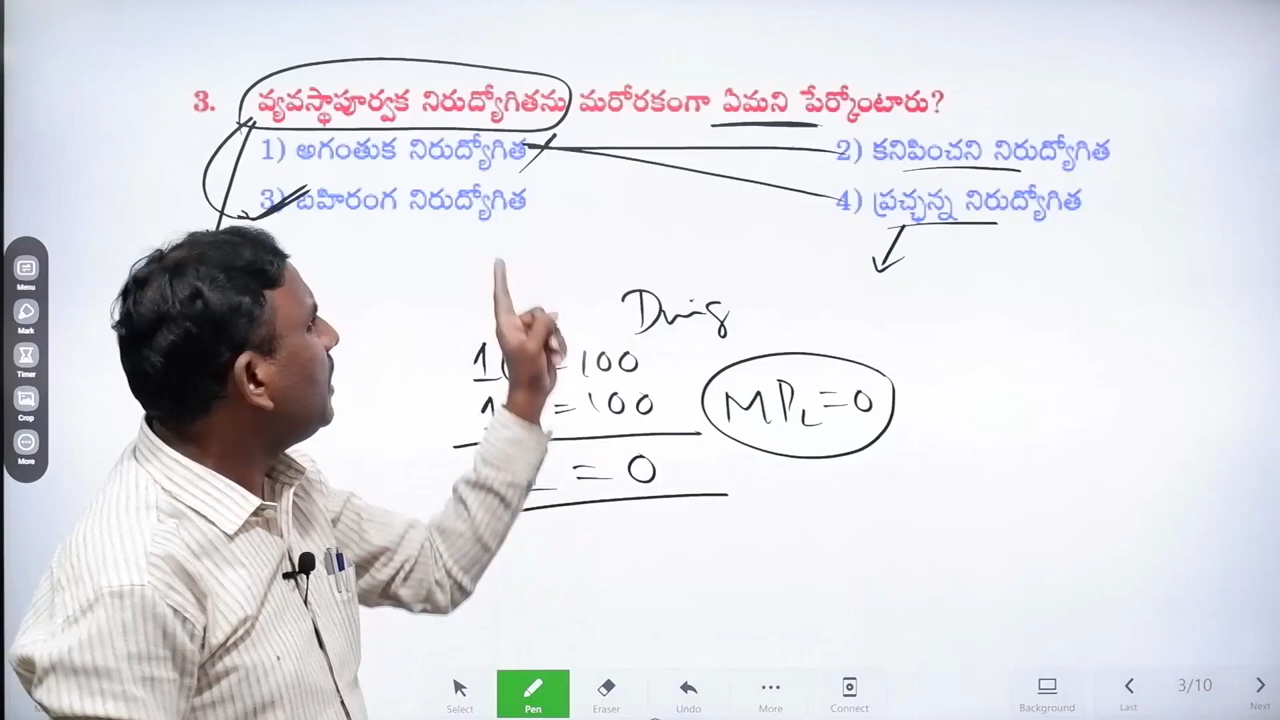 3. వ్యవస్థాపూర్వక నిరుద్యోగితను మరోరకంగా ఏమని పేర్కోంటారు?
1) అగంతుక నిరుద్యోగిత 2) కనిపించని నిరుద్యోగిత
3) బహిరంగ నిరుద్యోగిత 4) ప్రచ్ఛన్న నిరుద్యోగిత
= 100
= 100
MPL = 0
= 0
Menu
Mark
Timer
Crop
More
Select Pen Eraser Undo More Connect Background Last 3/10 Next